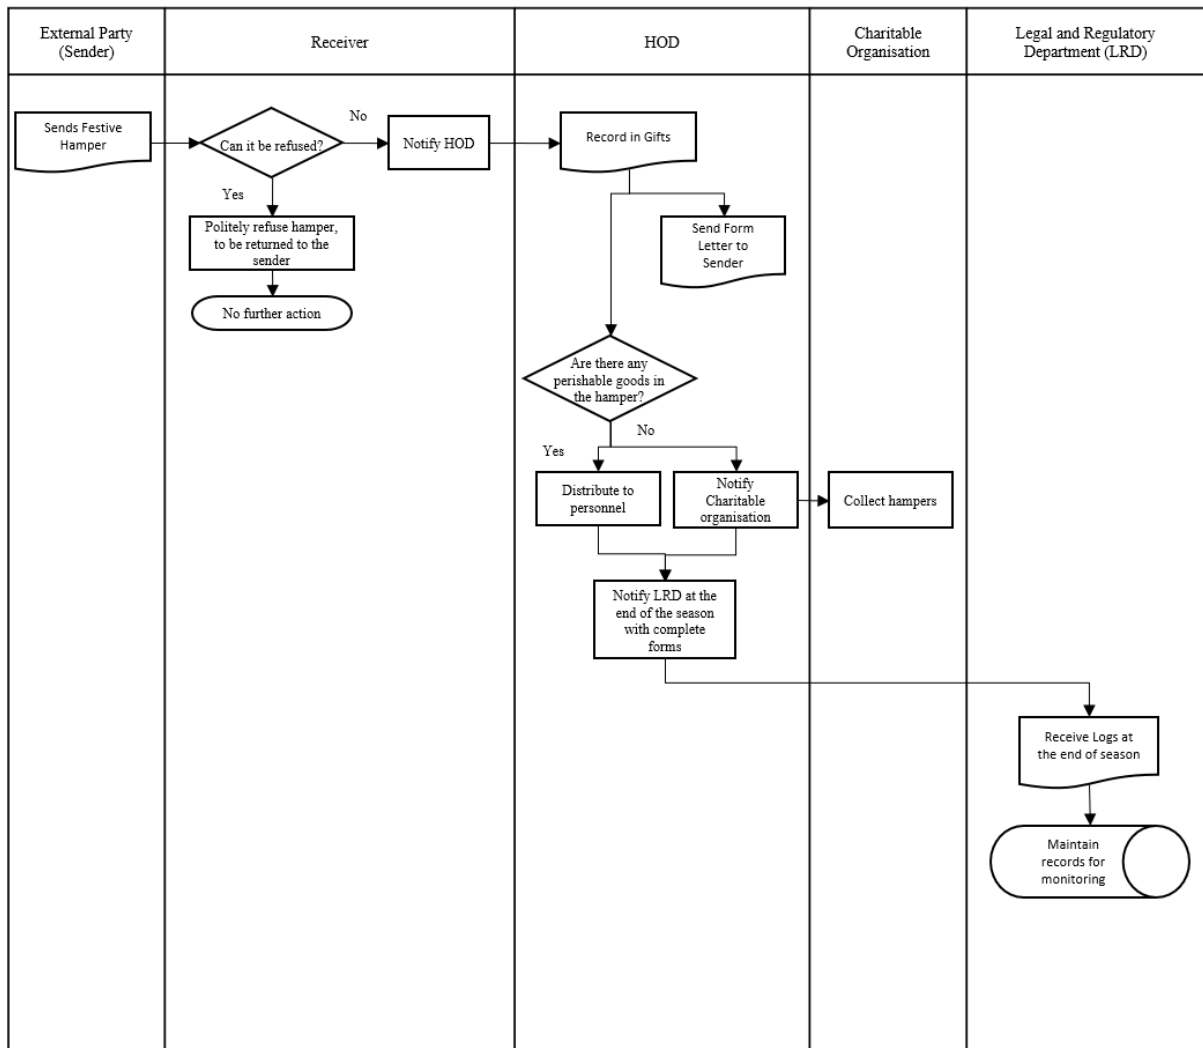 External Party
(Sender)
Receiver
HOD
Charitable
Organisation
Legal and Regulatory
Department (LRD)
Sends Festive
Hamper
Can it be refused?
No
Notify HOD
Record in Gifts
Yes
Politely refuse hamper,
to be returned to the
sender
Send Form
Letter to
Sender
No further action
Are there any
perishable goods in
the hamper?
Yes
No
Distribute to
personnel
Notify
Charitable
organisation
Collect hampers
Notify LRD at the
end of the season
with complete
forms
Receive Logs at
the end of season
Maintain
records for
monitoring